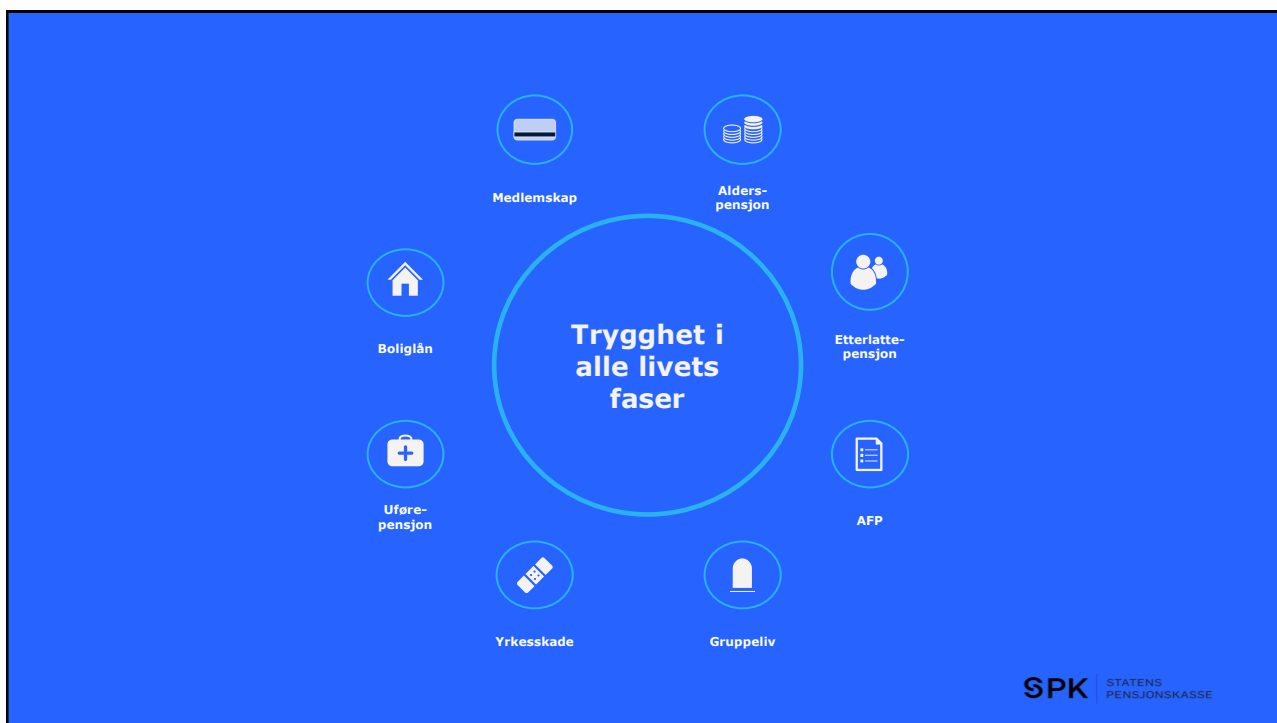 Medlemskap
Alders-
pensjon
Boliglån
Etterlatte-
pensjon
Trygghet i
alle livets
faser
Uføre-
pensjon
AFP
Yrkesskade
Gruppeliv
SPK
STATENS
PENSJONSKASSE